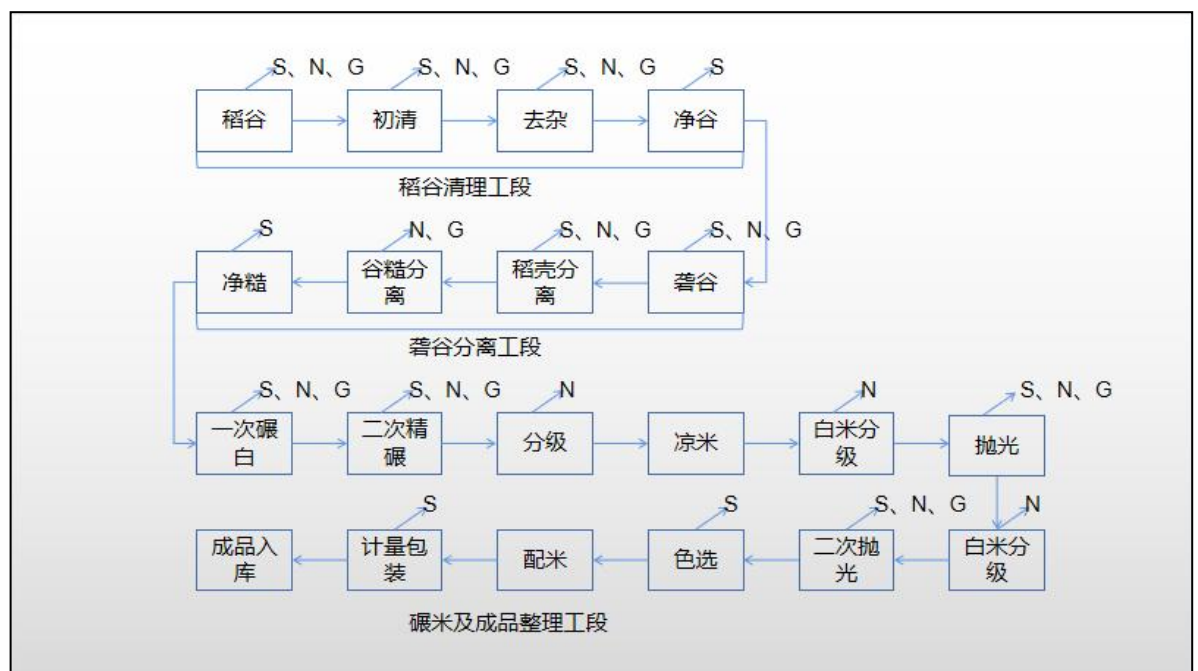 S、N、G S、N、G S、N、G S
稻谷 初清 去杂 净谷
稻谷清理工段
S N、G S、N、G S、N、G
净糙 谷糙分离 稻壳分离 砻谷
砻谷分离工段
S、N、G S、N、G N N S、N、G
一次碾白 二次精碾 分级 凉米 白米分级 抛光
S S S、N、G N
成品入库 计量包装 配米 色选 二次抛光 白米分级
碾米及成品整理工段